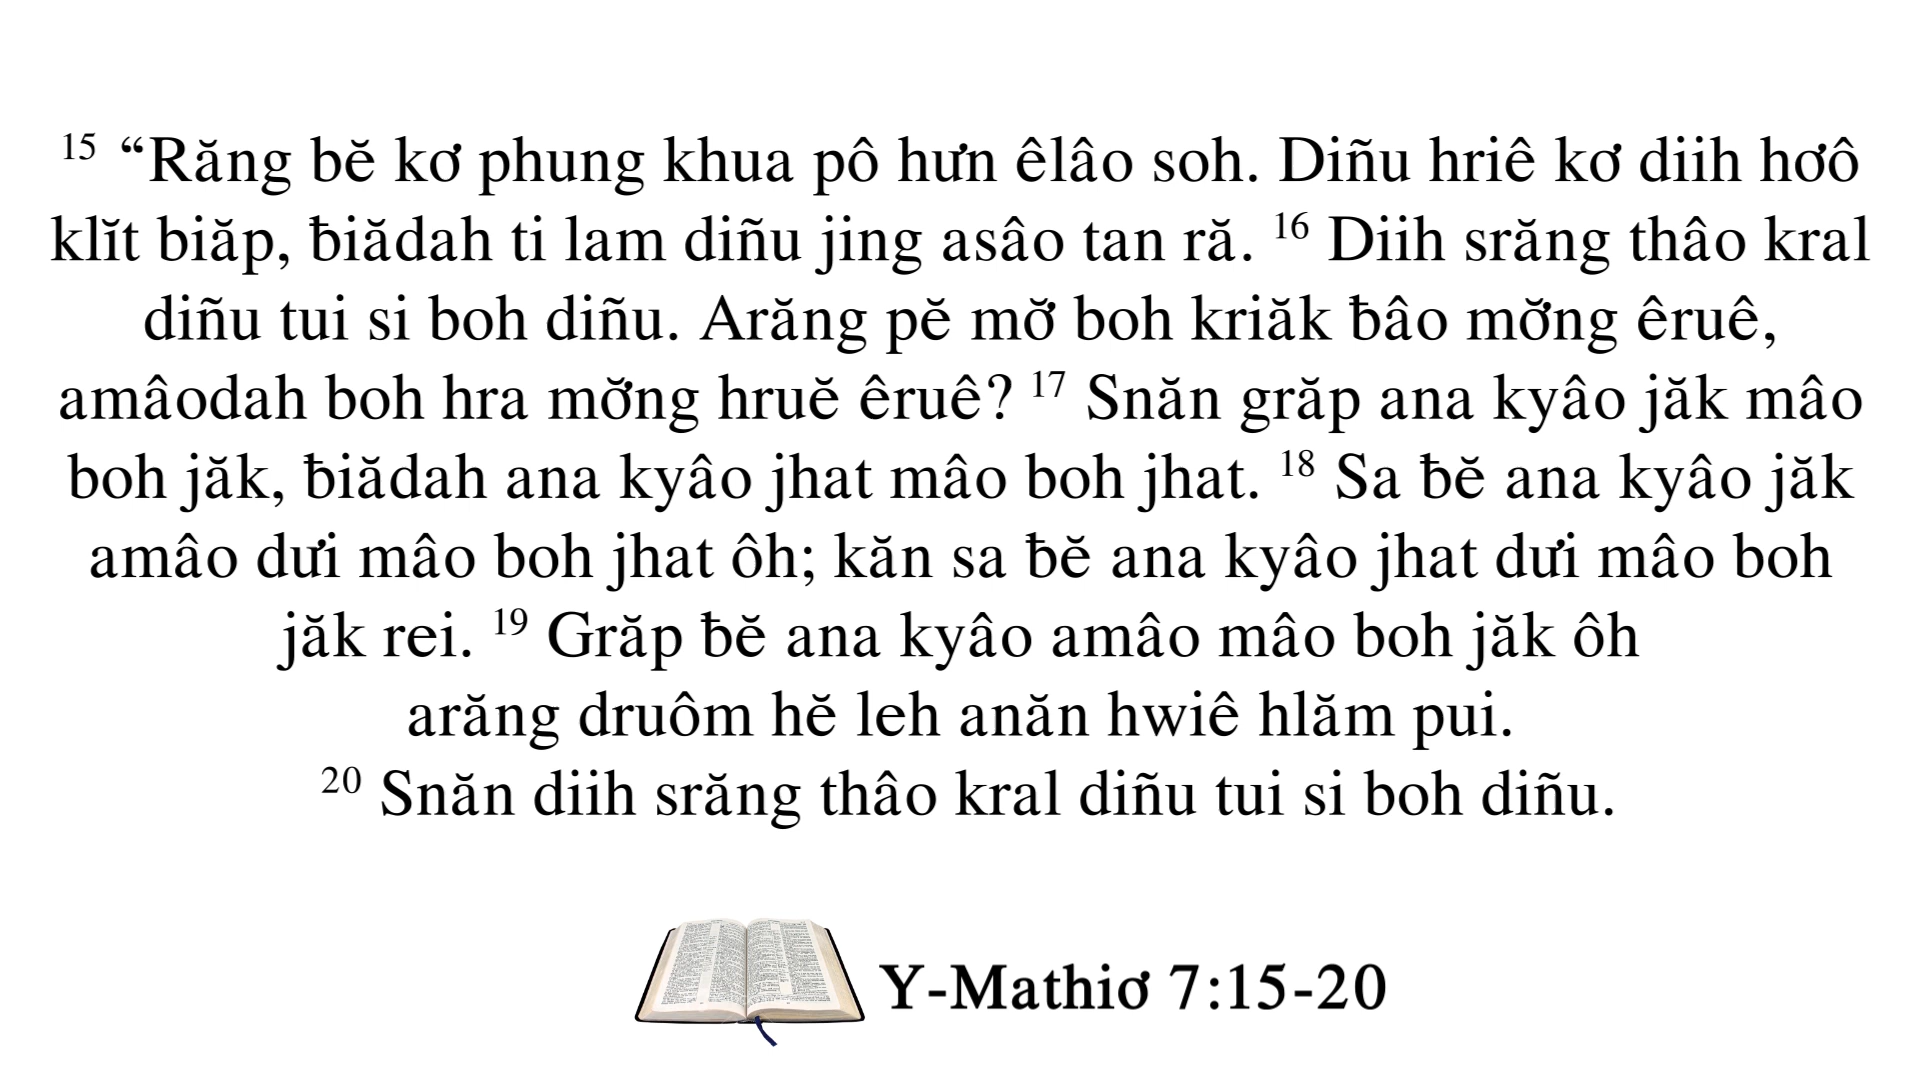 15 “Răng bĕ kơ phung khua pô hưn êlâo soh. Diñu hriê kơ diih hơô
klĭt biăp, ƀiădah ti lam diñu jing asâo tan ră. 16 Diih srăng thâo kral
diñu tui si boh diñu. Arăng pĕ mơ̆ boh kriăk ƀâo mơ̆ng êruê,
amâodah boh hra mơ̆ng hruĕ êruê? 17 Snăn grăp ana kyâo jăk mâo
boh jăk, ƀiădah ana kyâo jhat mâo boh jhat. 18 Sa ƀĕ ana kyâo jăk
amâo dưi mâo boh jhat ôh; kăn sa ƀĕ ana kyâo jhat dưi mâo boh
jăk rei. 19 Grăp ƀĕ ana kyâo amâo mâo boh jăk ôh
arăng druôm hĕ leh anăn hwiê hlăm pui.
20 Snăn diih srăng thâo kral diñu tui si boh diñu.
Y-Mathiơ 7:15-20